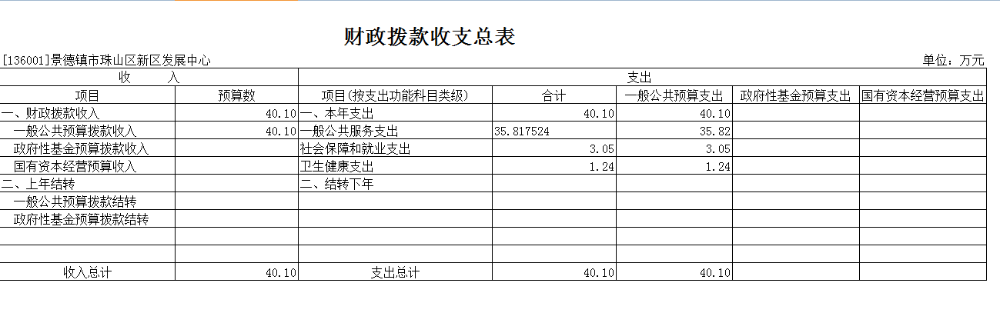 财政拨款收支总表
[136001]景德镇市珠山区新区发展中心 单位：万元
收 入 支出
项目 预算数 项目(按支出功能科目类级) 合计 一般公共预算支出 政府性基金预算支出 国有资本经营预算支出
一、财政拨款收入 40.10 一、本年支出 40.10 40.10
一般公共预算拨款收入 40.10 一般公共服务支出 35.817524 35.82
政府性基金预算拨款收入 社会保障和就业支出 3.05 3.05
国有资本经营预算收入 卫生健康支出 1.24 1.24
二、上年结转 二、结转下年
一般公共预算拨款结转
政府性基金预算拨款结转
收入总计 40.10 支出总计 40.10 40.10